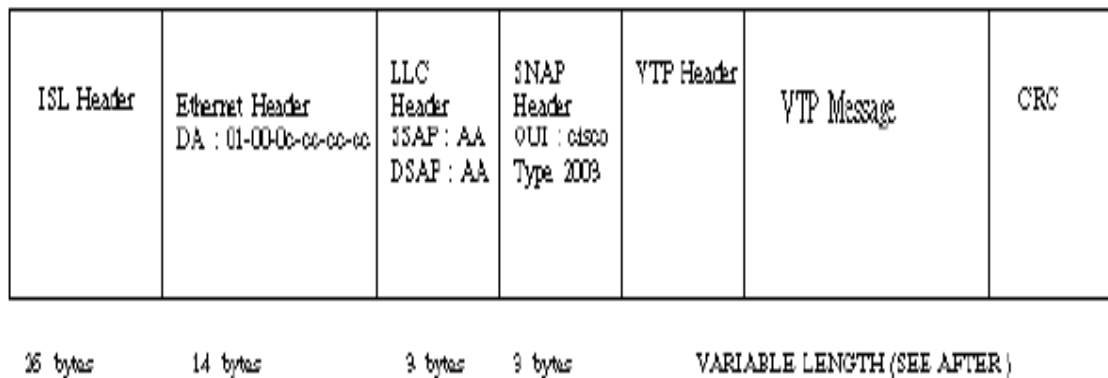 ISL Header
Ethernet Header
DA : 01-00-0c-cc-cc-cc
LLC
Header
SSAP : AA
DSAP : AA
SNAP
Header
OUI : cisco
Type 2003
VTP Header
VTP Message
CRC
26 bytes
14 bytes
3 bytes
3 bytes
VARIABLE LENGTH (SEE AFTER )